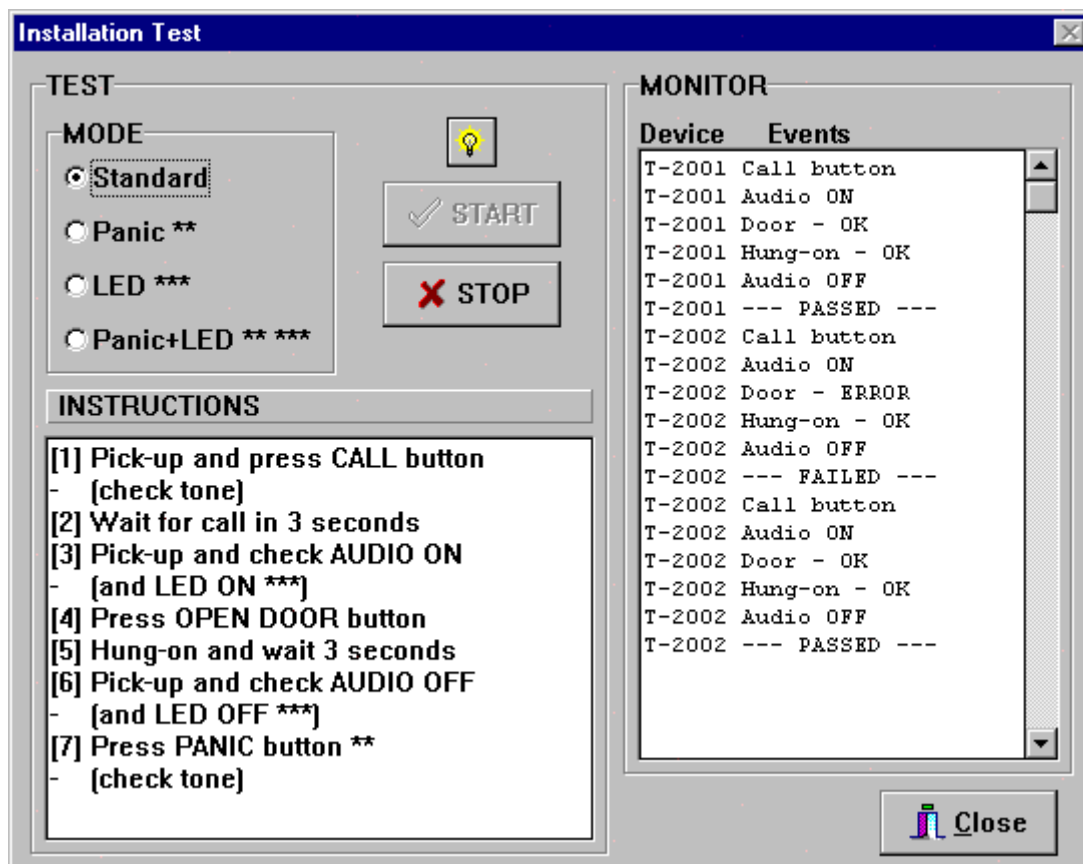 Installation Test
TEST
MODE
Standard
Panic **
LED ***
Panic+LED ** ***
START
STOP
INSTRUCTIONS
[1] Pick-up and press CALL button
-    (check tone)
[2] Wait for call in 3 seconds
[3] Pick-up and check AUDIO ON
-    (and LED ON ***)
[4] Press OPEN DOOR button
[5] Hung-on and wait 3 seconds
[6] Pick-up and check AUDIO OFF
-    (and LED OFF ***)
[7] Press PANIC button **
-    (check tone)
MONITOR
Device Events
T-2001 Call button
T-2001 Audio ON
T-2001 Door - OK
T-2001 Hung-on - OK
T-2001 Audio OFF
T-2001 --- PASSED ---
T-2002 Call button
T-2002 Audio ON
T-2002 Door - ERROR
T-2002 Hung-on - OK
T-2002 Audio OFF
T-2002 --- FAILED ---
T-2002 Call button
T-2002 Audio ON
T-2002 Door - OK
T-2002 Hung-on - OK
T-2002 Audio OFF
T-2002 --- PASSED ---
Close